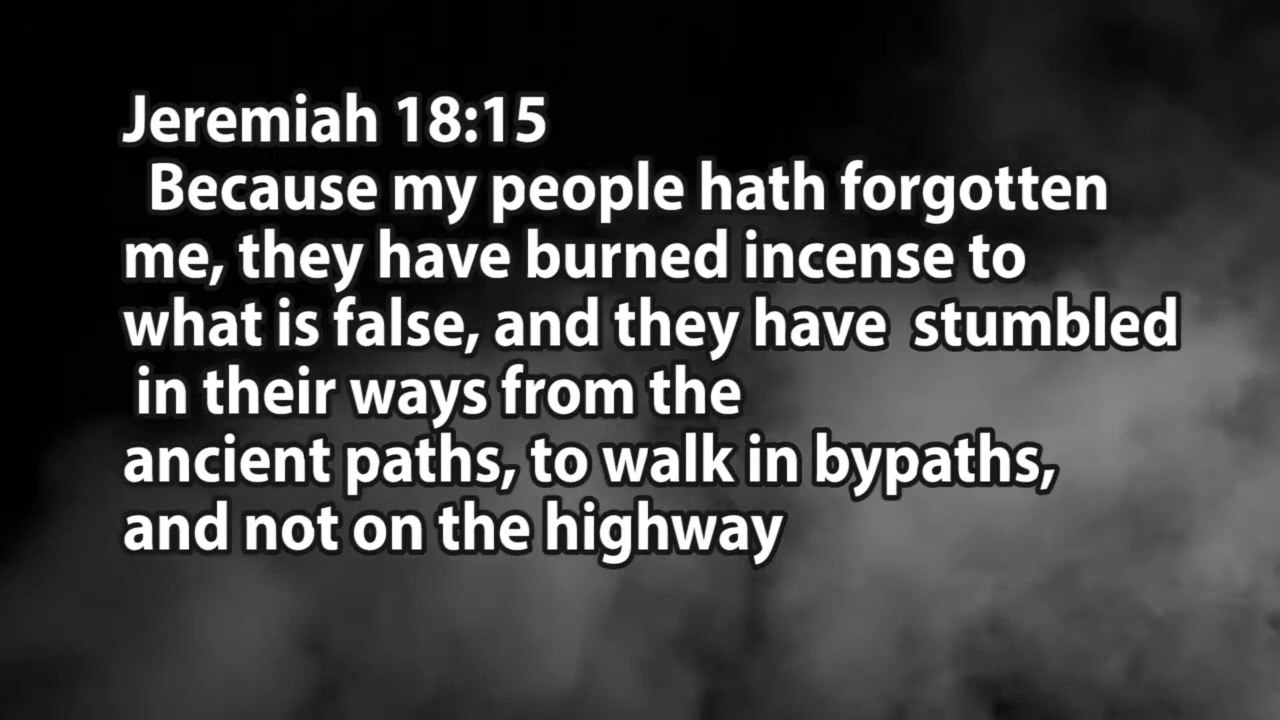 Jeremiah 18:15
Because my people hath forgotten
me, they have burned incense to
what is false, and they have stumbled
in their ways from the
ancient paths, to walk in bypaths,
and not on the highway